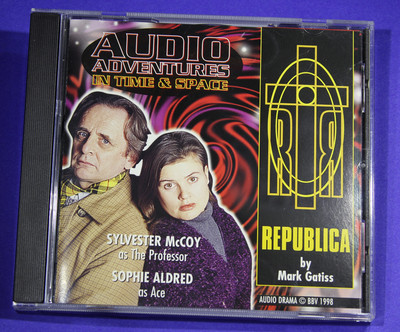 AUDIO
ADVENTURES
IN TIME & SPACE
SYLVESTER McCOY
as The Professor
SOPHIE ALDRED
as Ace
REPUBLICA
by
Mark Gatiss
AUDIO DRAMA © BBV 1998